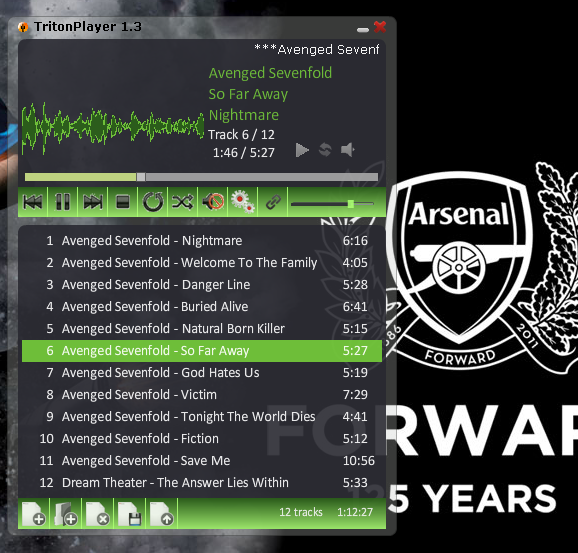 TritonPlayer 1.3
***Avenged Sevenf
Avenged Sevenfold
So Far Away
Nightmare
Track 6 / 12
1:46 / 5:27
1 Avenged Sevenfold - Nightmare 6:16
2 Avenged Sevenfold - Welcome To The Family 4:05
3 Avenged Sevenfold - Danger Line 5:28
4 Avenged Sevenfold - Buried Alive 6:41
5 Avenged Sevenfold - Natural Born Killer 5:15
6 Avenged Sevenfold - So Far Away 5:27
7 Avenged Sevenfold - God Hates Us 5:19
8 Avenged Sevenfold - Victim 7:29
9 Avenged Sevenfold - Tonight The World Dies 4:41
10 Avenged Sevenfold - Fiction 5:12
11 Avenged Sevenfold - Save Me 10:56
12 Dream Theater - The Answer Lies Within 5:33
12 tracks 1:12:27
Arsenal
886
FORWARD
2011
FORWAR
125 YEARS